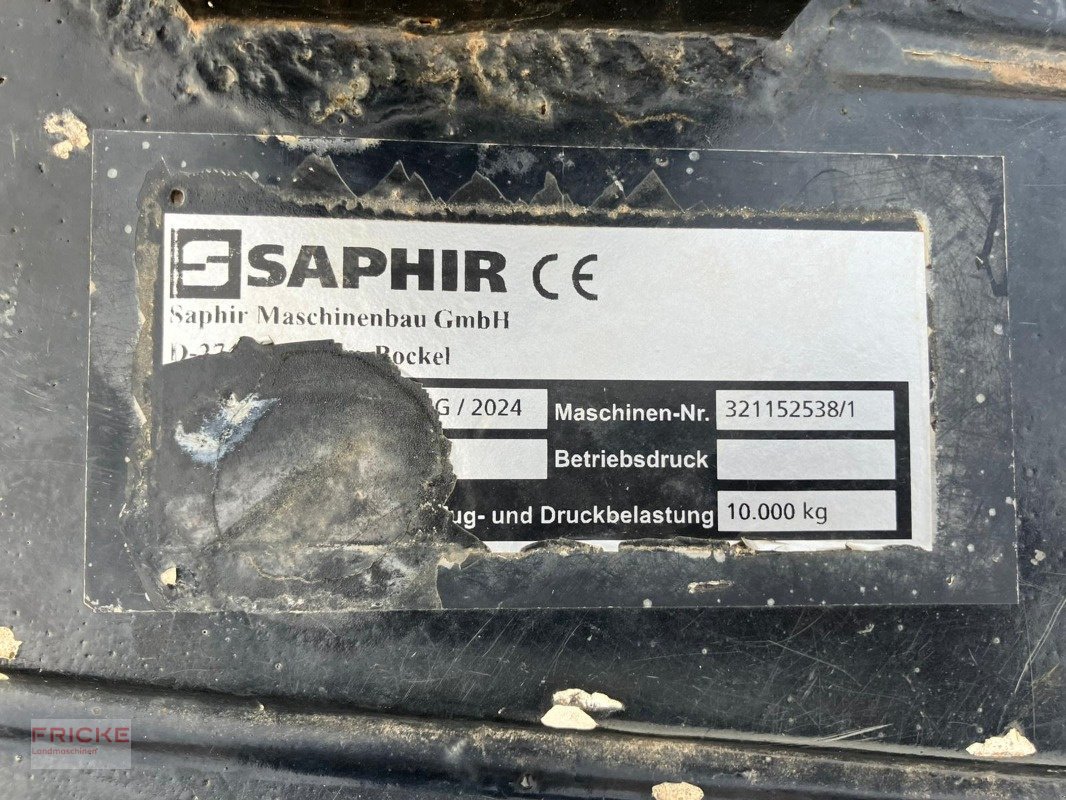 SAPHIR CE
Saphir Maschinenbau GmbH
Bockel
G / 2024 Maschinen-Nr. 321152538/1
Betriebsdruck
ug- und Druckbelastung 10.000 kg
FRICKE
Landmaschinen